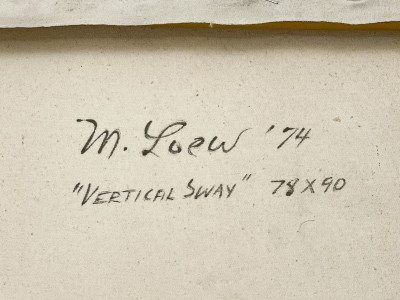 M. Loew '74
"VERTICAL SWAY" 78X90